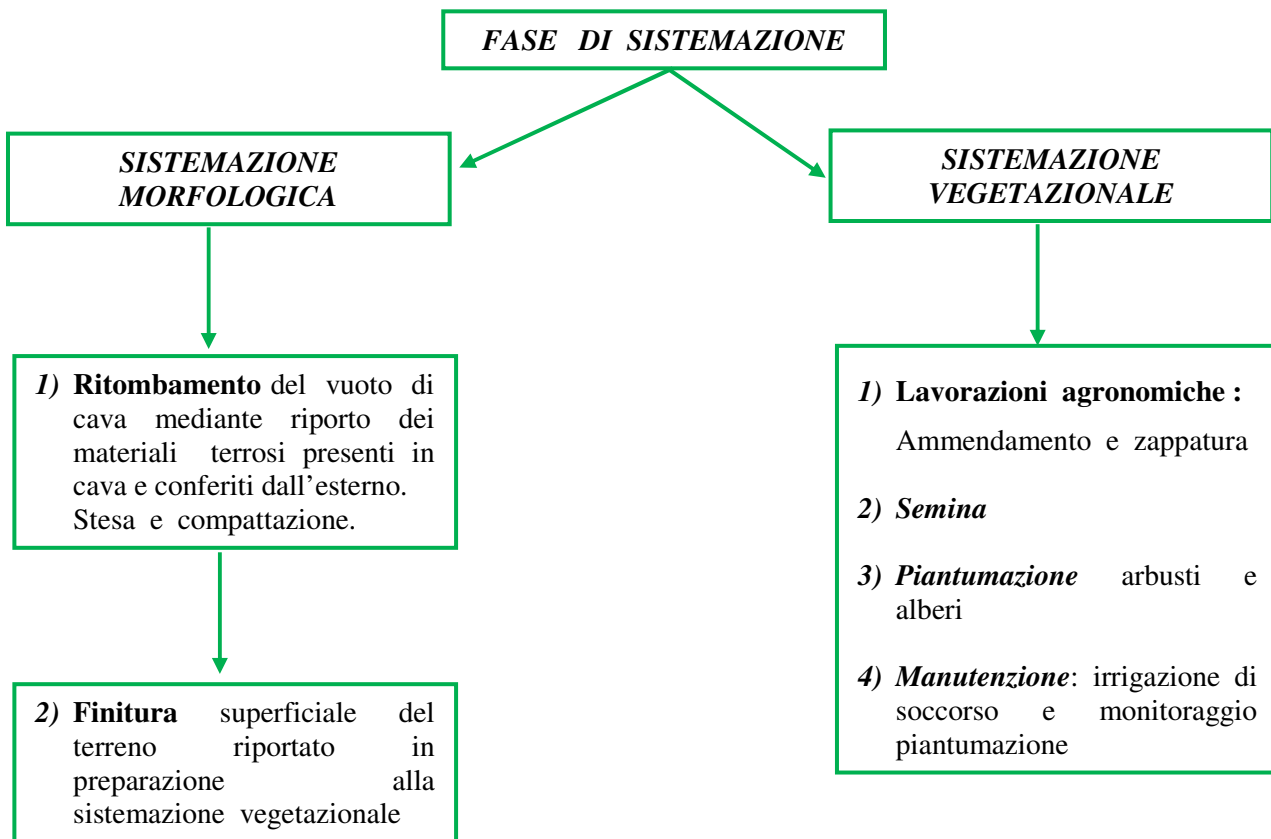 FASE DI SISTEMAZIONE
SISTEMAZIONE
MORFOLOGICA
SISTEMAZIONE
VEGETAZIONALE
1) Ritombamento del vuoto di
cava mediante riporto dei
materiali terrosi presenti in
cava e conferiti dall’esterno.
Stesa e compattazione.
2) Finitura superficiale del
terreno riportato in
preparazione alla
sistemazione vegetazionale
1) Lavorazioni agronomiche :
Ammendamento e zappatura
2) Semina
3) Piantumazione arbusti e
alberi
4) Manutenzione: irrigazione di
soccorso e monitoraggio
piantumazione